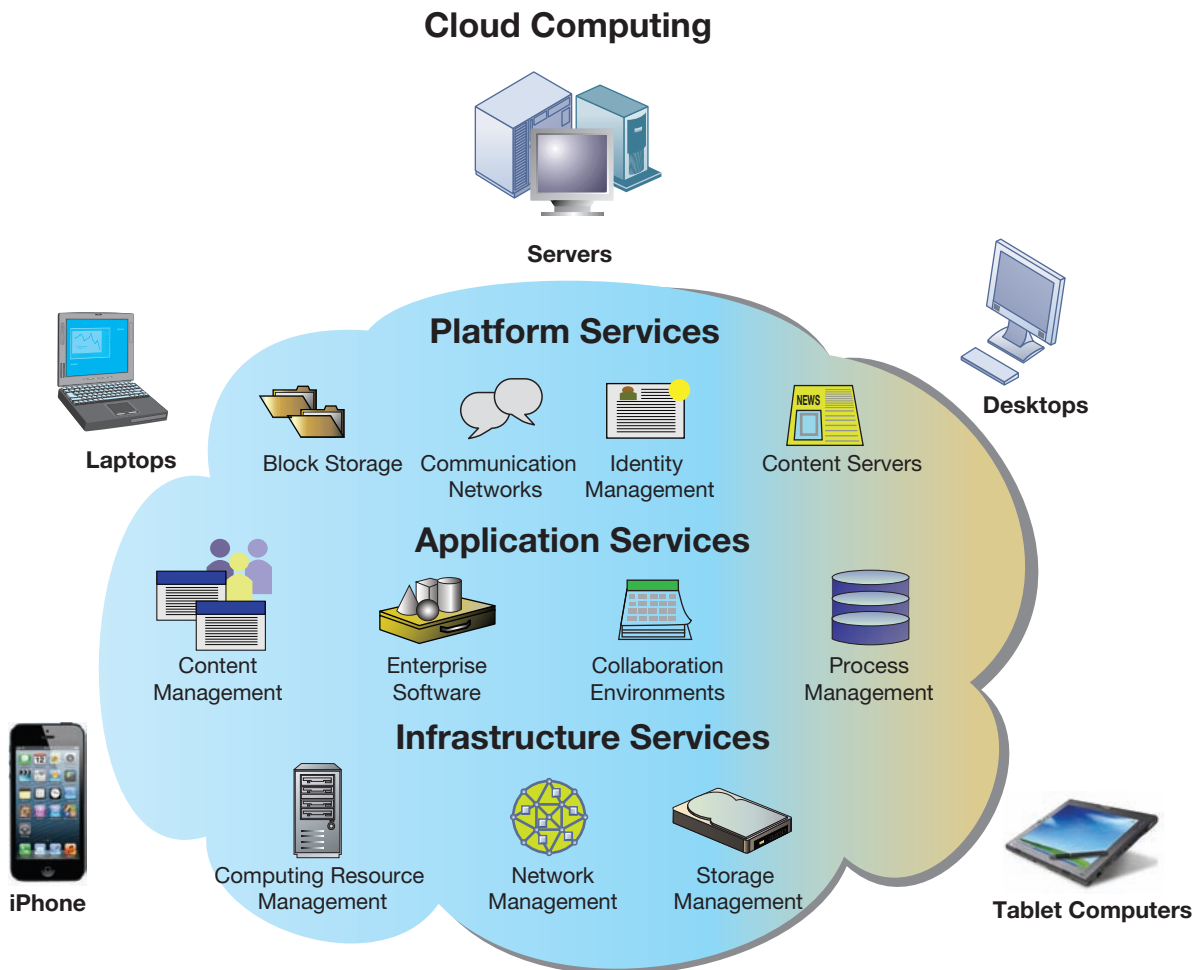 Cloud Computing
Servers
Platform Services
Desktops
Laptops
Block Storage
Communication
Networks
Identity
Management
NEWS
Content Servers
Application Services
Content
Management
Enterprise
Software
Collaboration
Environments
Process
Management
Infrastructure Services
Computing Resource
Management
Network
Management
Storage
Management
iPhone
Tablet Computers